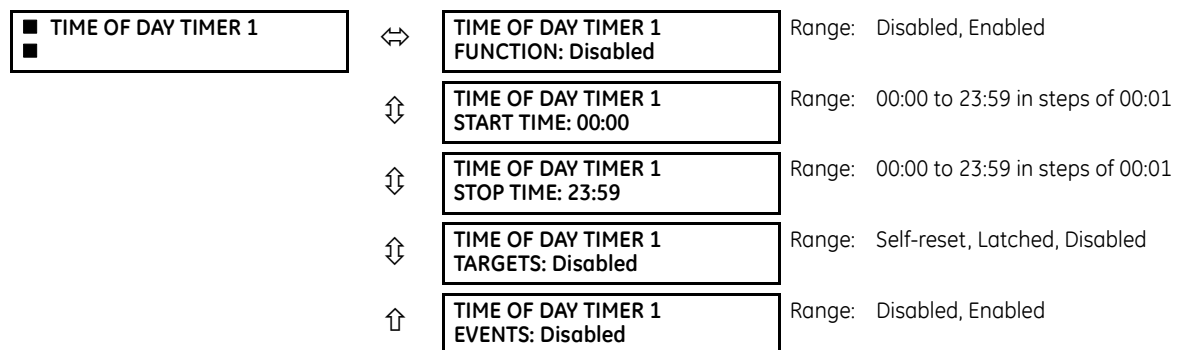 ■ TIME OF DAY TIMER 1
■
TIME OF DAY TIMER 1
FUNCTION: Disabled
Range: Disabled, Enabled
TIME OF DAY TIMER 1
START TIME: 00:00
Range: 00:00 to 23:59 in steps of 00:01
TIME OF DAY TIMER 1
STOP TIME: 23:59
Range: 00:00 to 23:59 in steps of 00:01
TIME OF DAY TIMER 1
TARGETS: Disabled
Range: Self-reset, Latched, Disabled
TIME OF DAY TIMER 1
EVENTS: Disabled
Range: Disabled, Enabled